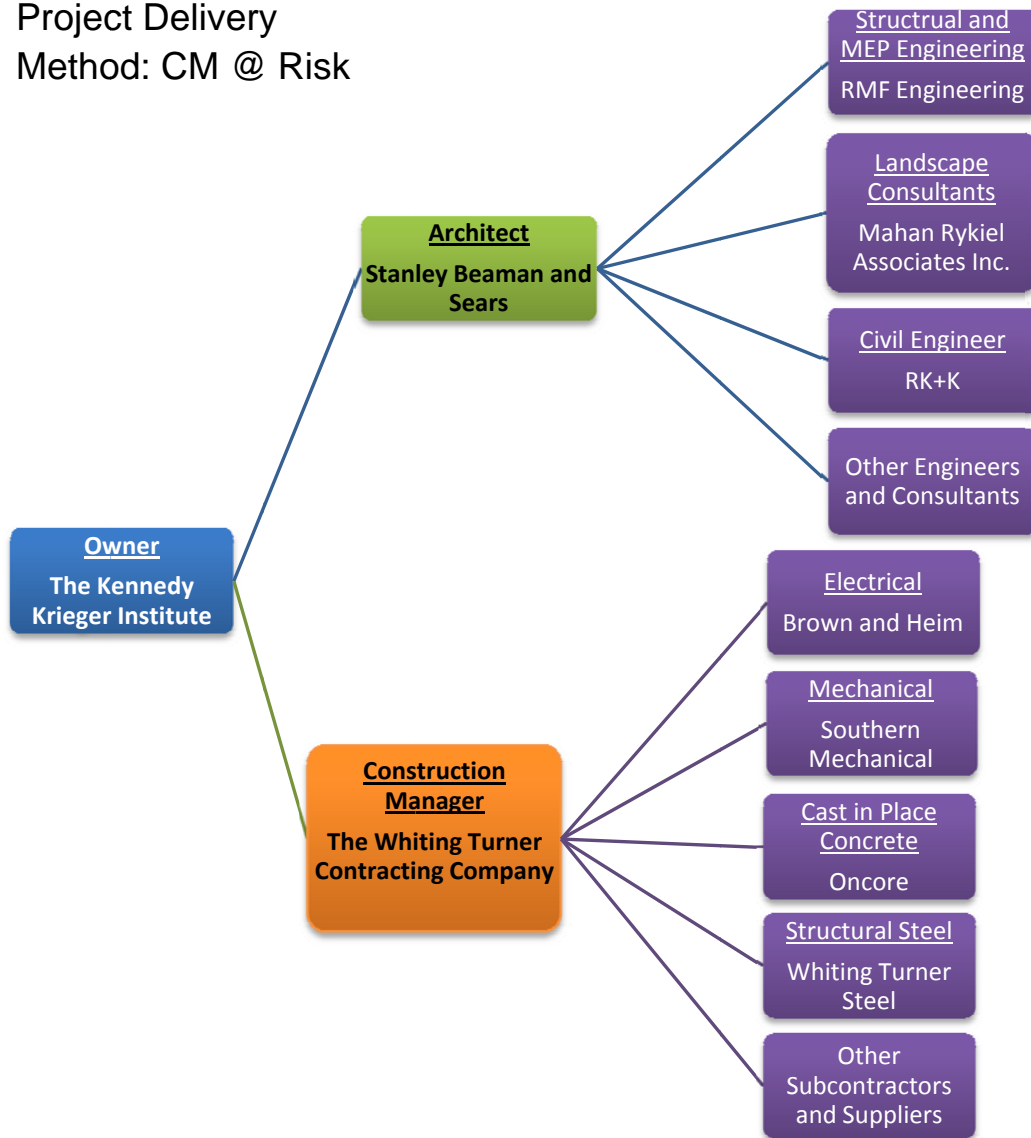 Project Delivery
Method: CM @ Risk
Structrual and
MEP Engineering
RMF Engineering
Landscape
Consultants
Mahan Rykiel
Associates Inc.
Architect
Stanley Beaman and
Sears
Civil Engineer
RK+K
Other Engineers
and Consultants
Owner
The Kennedy
Krieger Institute
Electrical
Brown and Heim
Mechanical
Southern
Mechanical
Construction
Manager
The Whiting Turner
Contracting Company
Cast in Place
Concrete
Oncore
Structural Steel
Whiting Turner
Steel
Other
Subcontractors
and Suppliers